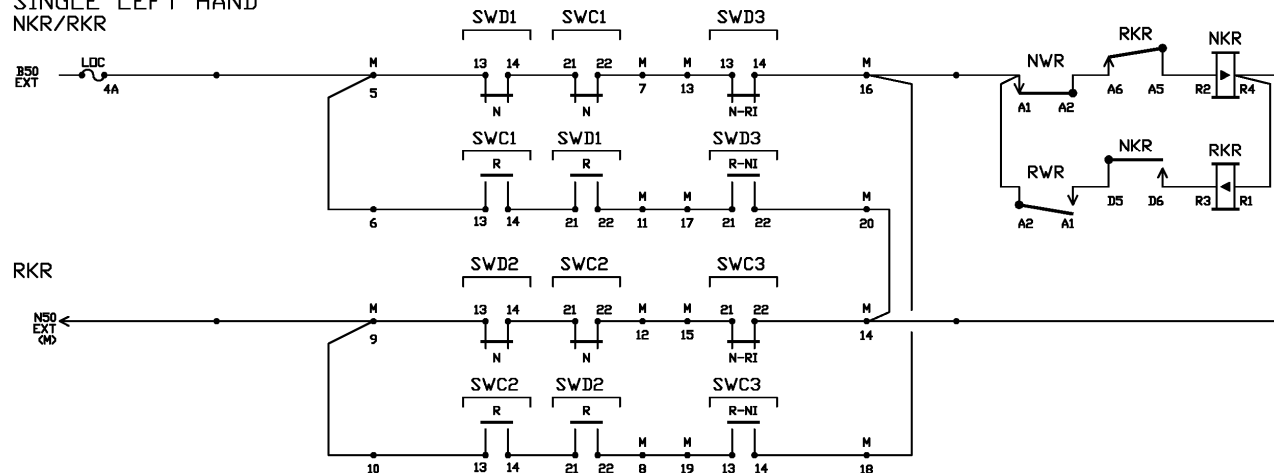 SINGLE LEFT HAND
NKR/RKR
SWD1 SWC1 SWD3
RKR NKR
NWR
B50
EXT
LOC
4A
M
5
13 14 21 22 M M 13 14 M
7 13 16
N N N-RI
A1 A2 A6 A5 R2 R4
SWC1 SWD1 SWD3
R R R-NI
NKR RKR
RWR
6 13 14 21 22 M M 21 22 M
11 17 20
A2 A1 D5 D6 R3 R1
RKR
SWD2 SWC2 SWC3
N50
EXT
(M)
M
9
13 14 21 22 M M 21 22 M
12 15 14
N N N-RI
SWC2 SWD2 SWC3
R R R-NI
M M M
10 13 14 21 22 8 19 13 14 18